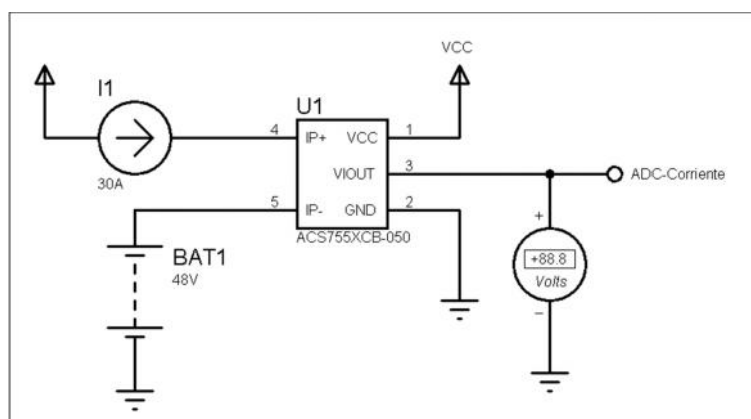 VCC
I1
U1
4
IP+
VCC
1
30A
VIOUT
3
ADC-Corriente
5
IP-
GND
2
+
ACS755XCB-050
BAT1
48V
+88.8
Volts
−